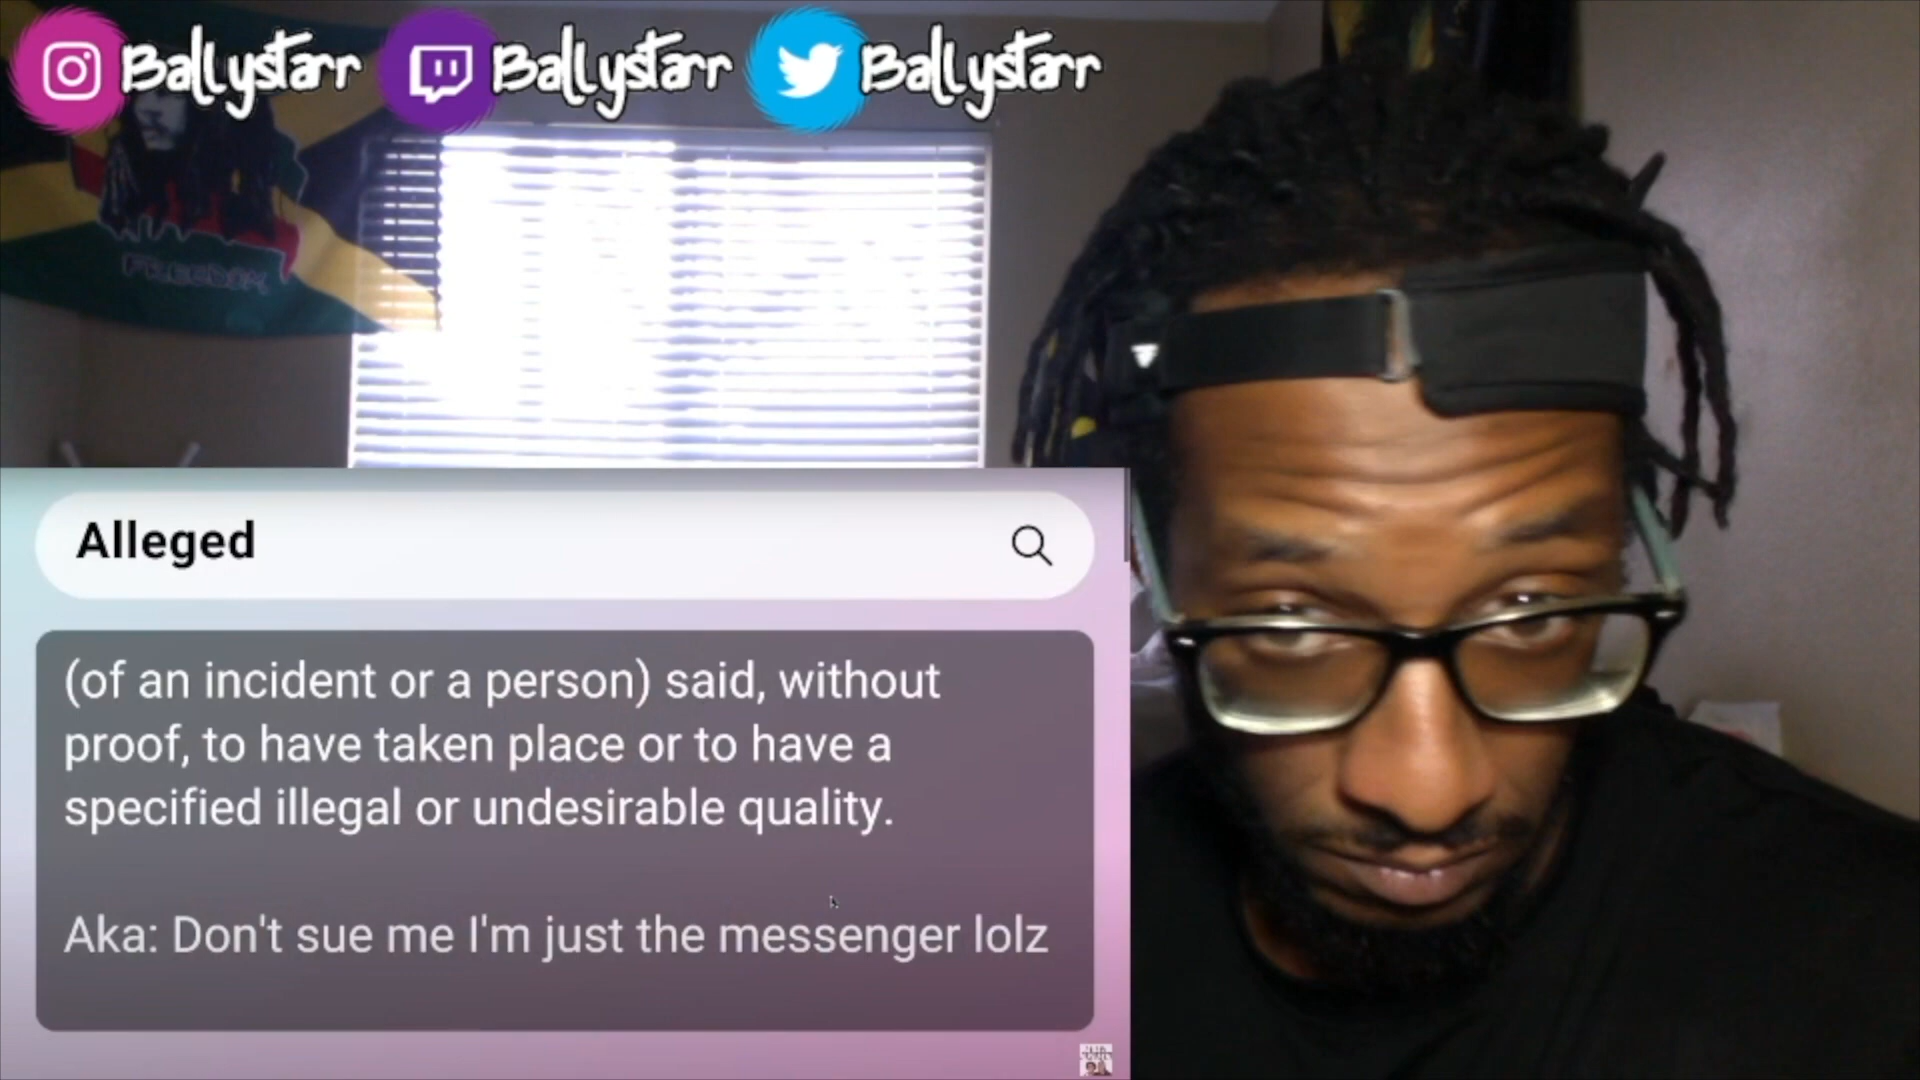 Ballystarr Ballystarr Ballystarr
FREEDOM
Alleged
(of an incident or a person) said, without
proof, to have taken place or to have a
specified illegal or undesirable quality.
Aka: Don't sue me I'm just the messenger lolz